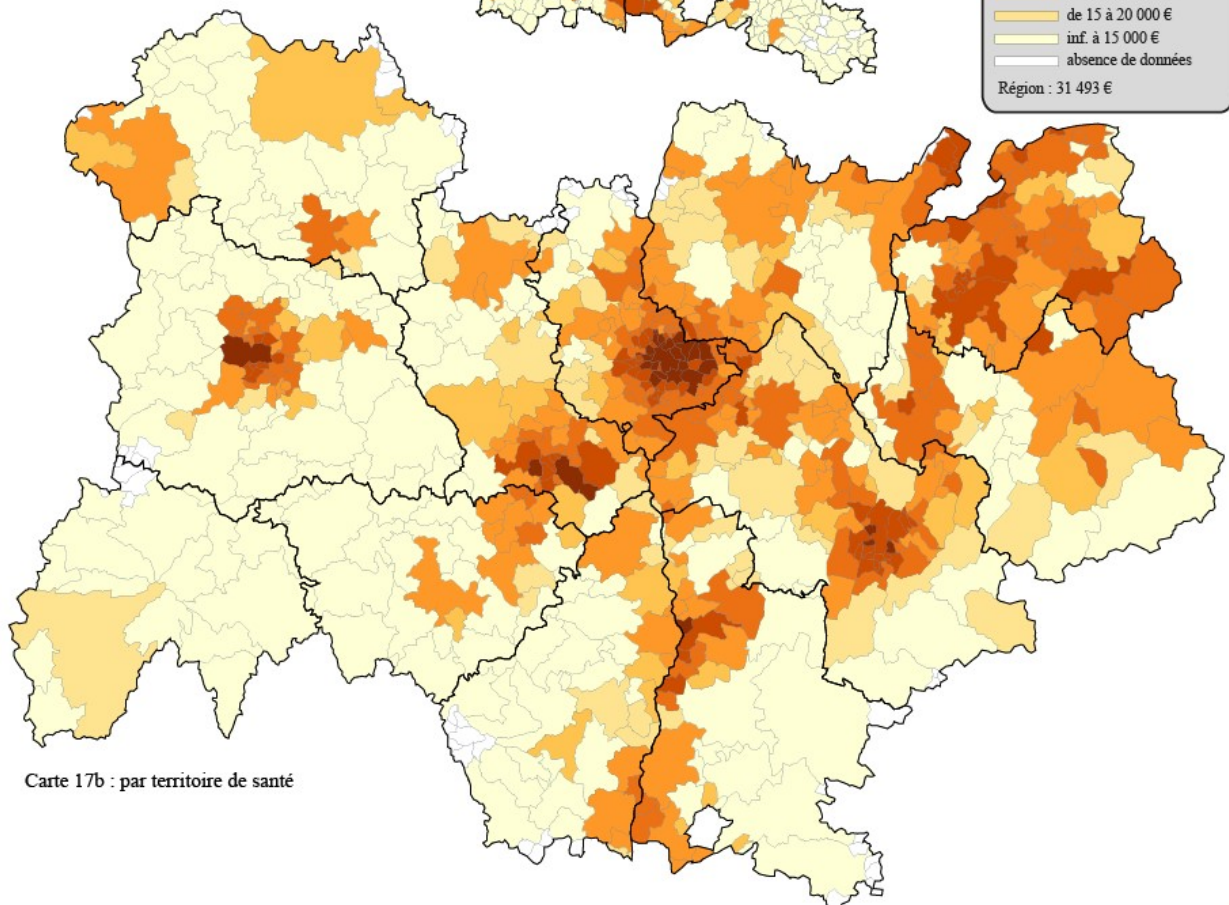 de 15 à 20 000 €
inf. à 15 000 €
absence de données
Région : 31 493 €
Carte 17b : par territoire de santé